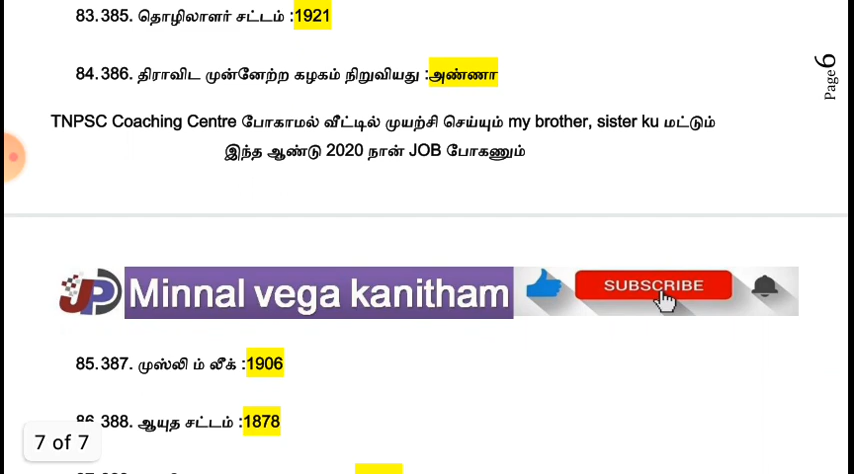 83.385. தொழிலாளர் சட்டம் :1921
84.386. திராவிட முன்னேற்ற கழகம் நிறுவியது :அண்ணா
Page 6
TNPSC Coaching Centre போகாமல் வீட்டில் முயற்சி செய்யும் my brother, sister ku மட்டும்
இந்த ஆண்டு 2020 நான் JOB போகணும்
JP Minnal vega kanitham SUBSCRIBE
85.387. முஸ்லி ம் லீக் :1906
86.388. ஆயுத சட்டம் :1878
7 of 7